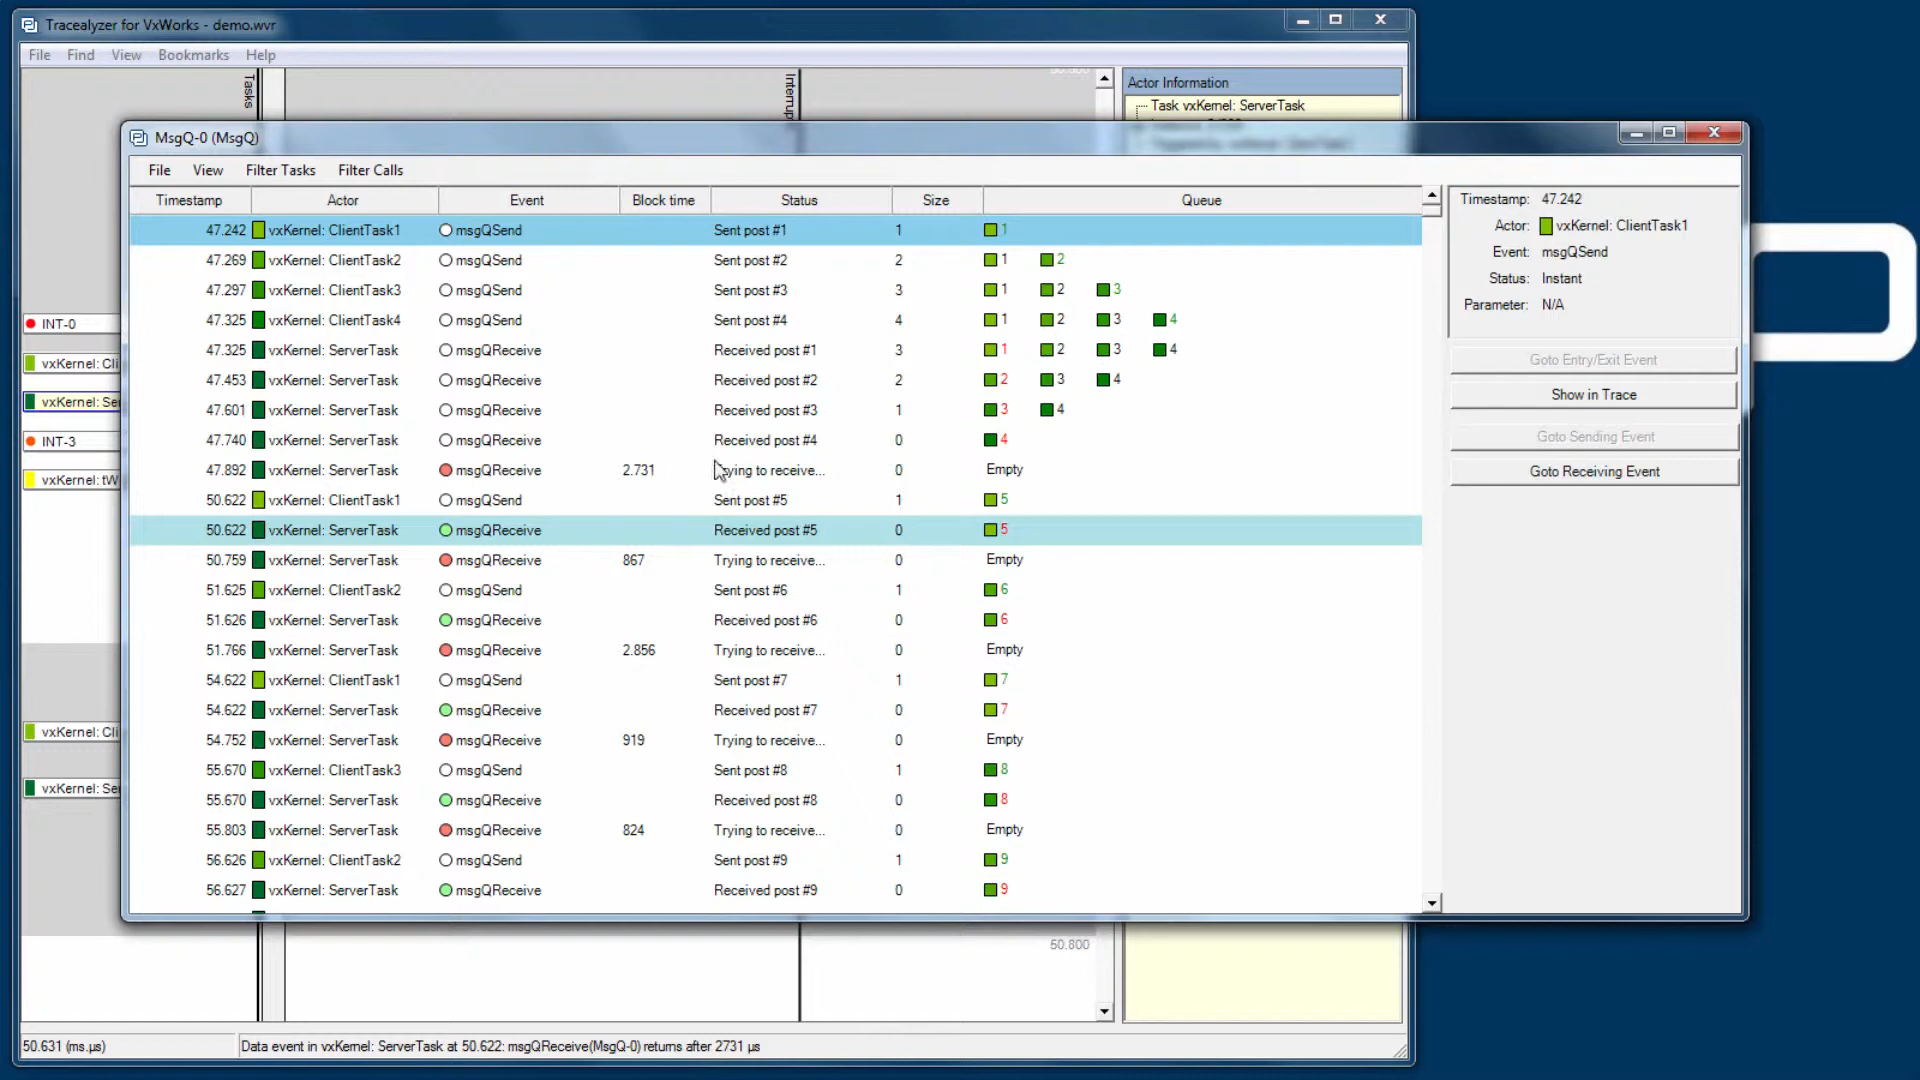 Tracealyzer for VxWorks - demo.wvr
File Find View Bookmarks Help
Tasks
Actor Information
Task vxKernel: ServerTask
MsgQ-0 (MsgQ)
File View Filter Tasks Filter Calls
Timestamp Actor Event Block time Status Size Queue
47.242 vxKernel: ClientTask1 msgQSend Sent post #1 1 1
47.269 vxKernel: ClientTask2 msgQSend Sent post #2 2 1 2
47.297 vxKernel: ClientTask3 msgQSend Sent post #3 3 1 2 3
47.325 vxKernel: ClientTask4 msgQSend Sent post #4 4 1 2 3 4
47.325 vxKernel: ServerTask msgQReceive Received post #1 3 1 2 3 4
47.453 vxKernel: ServerTask msgQReceive Received post #2 2 2 3 4
47.601 vxKernel: ServerTask msgQReceive Received post #3 1 3 4
47.740 vxKernel: ServerTask msgQReceive Received post #4 0 4
47.892 vxKernel: ServerTask msgQReceive 2.731 Trying to receive... 0 Empty
50.622 vxKernel: ClientTask1 msgQSend Sent post #5 1 5
50.622 vxKernel: ServerTask msgQReceive Received post #5 0 5
50.759 vxKernel: ServerTask msgQReceive 867 Trying to receive... 0 Empty
51.625 vxKernel: ClientTask2 msgQSend Sent post #6 1 6
51.626 vxKernel: ServerTask msgQReceive Received post #6 0 6
51.766 vxKernel: ServerTask msgQReceive 2.856 Trying to receive... 0 Empty
54.622 vxKernel: ClientTask1 msgQSend Sent post #7 1 7
54.622 vxKernel: ServerTask msgQReceive Received post #7 0 7
54.752 vxKernel: ServerTask msgQReceive 919 Trying to receive... 0 Empty
55.670 vxKernel: ClientTask3 msgQSend Sent post #8 1 8
55.670 vxKernel: ServerTask msgQReceive Received post #8 0 8
55.803 vxKernel: ServerTask msgQReceive 824 Trying to receive... 0 Empty
56.626 vxKernel: ClientTask2 msgQSend Sent post #9 1 9
56.627 vxKernel: ServerTask msgQReceive Received post #9 0 9
Timestamp: 47.242
Actor: vxKernel: ClientTask1
Event: msgQSend
Status: Instant
Parameter: N/A
Goto Entry/Exit Event
Show in Trace
Goto Sending Event
Goto Receiving Event
INT-0
vxKernel: Cli
vxKernel: Se
INT-3
vxKernel: tW
vxKernel: Cli
vxKernel: Se
50.800
50.631 (ms.µs)
Data event in vxKernel: ServerTask at 50.622: msgQReceive(MsgQ-0) returns after 2731 µs